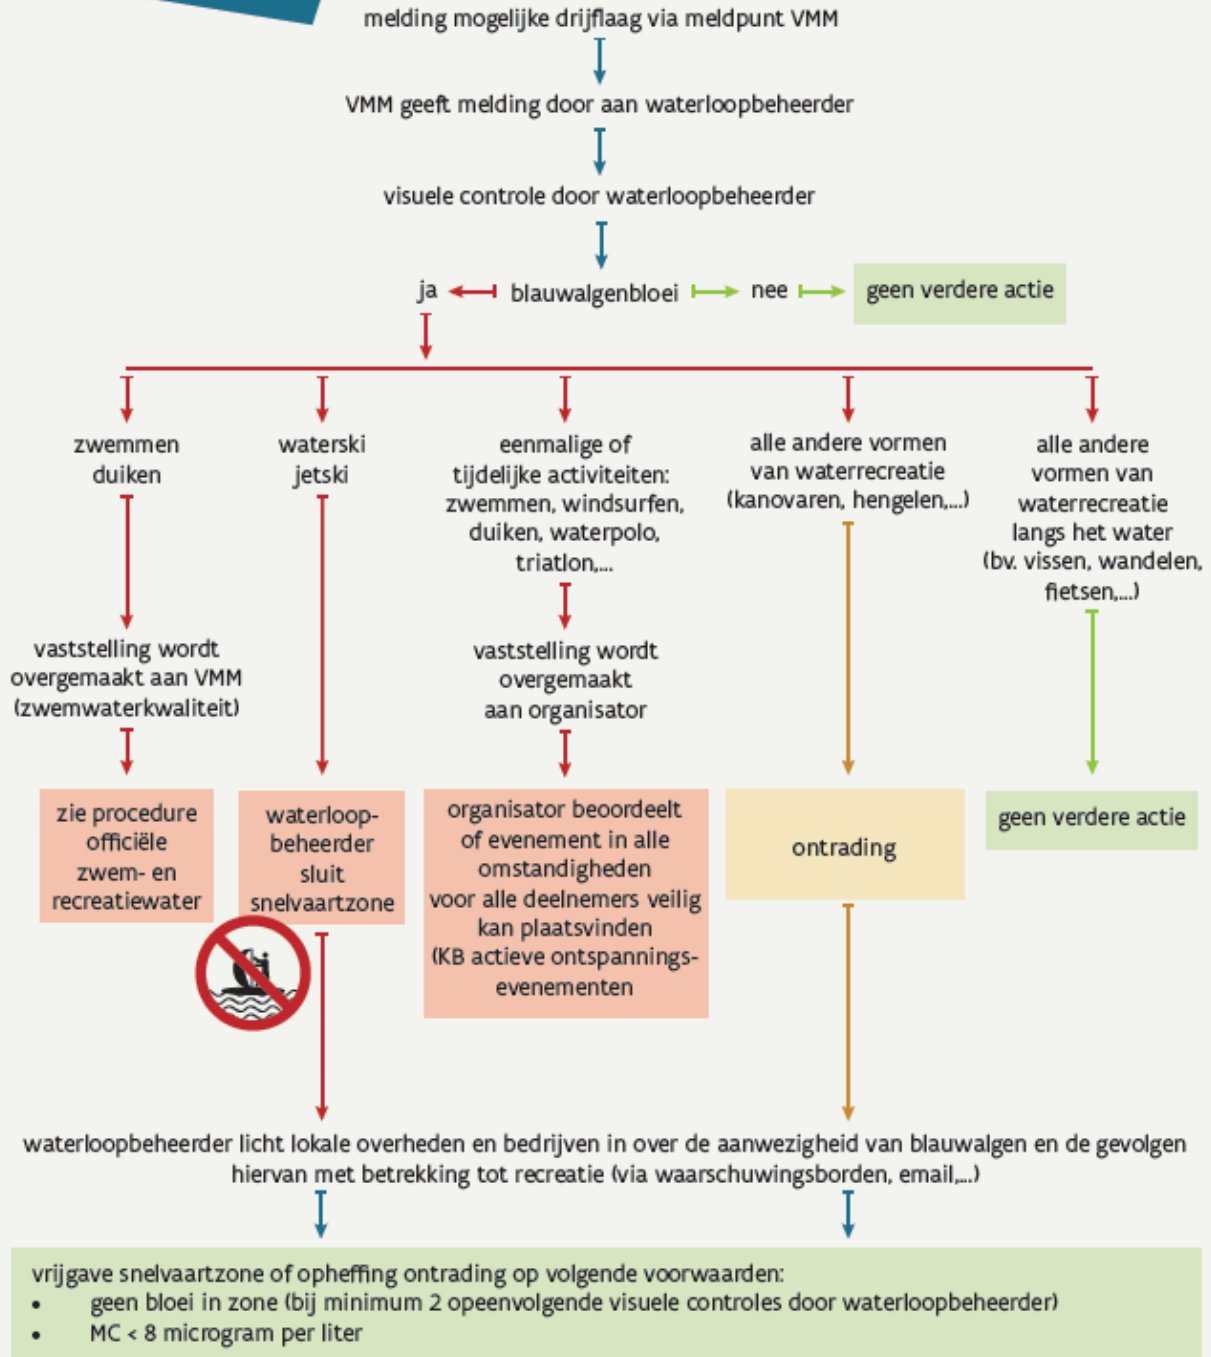 melding mogelijke drijflaag via meldpunt VMM
VMM geeft melding door aan waterloopbeheerder
visuele controle door waterloopbeheerder
ja
blauwalgenbloei
nee
geen verdere actie
zwemmen
duiken
waterski
jetski
eenmalige of
tijdelijke activiteiten:
zwemmen, windsurfen,
duiken, waterpolo,
triatlon,...
alle andere vormen
van waterrecreatie
(kanovaren, hengelen,...)
alle andere
vormen van
waterrecreatie
langs het water
(bv. vissen, wandelen,
fietsen,...)
vaststelling wordt
overgemaakt aan VMM
(zwemwaterkwaliteit)
vaststelling wordt
overgemaakt
aan organisator
zie procedure
officiële
zwem- en
recreatiewater
waterloop-
beheerder
sluit
snelvaartzone
organisator beoordeelt
of evenement in alle
omstandigheden
voor alle deelnemers veilig
kan plaatsvinden
(KB actieve ontspannings-
evenementen
ontrading
geen verdere actie
waterloopbeheerder licht lokale overheden en bedrijven in over de aanwezigheid van blauwalgen en de gevolgen
hiervan met betrekking tot recreatie (via waarschuwingsborden, email,...)
vrijgave snelvaartzone of opheffing ontrading op volgende voorwaarden:
• geen bloei in zone (bij minimum 2 opeenvolgende visuele controles door waterloopbeheerder)
• MC < 8 microgram per liter